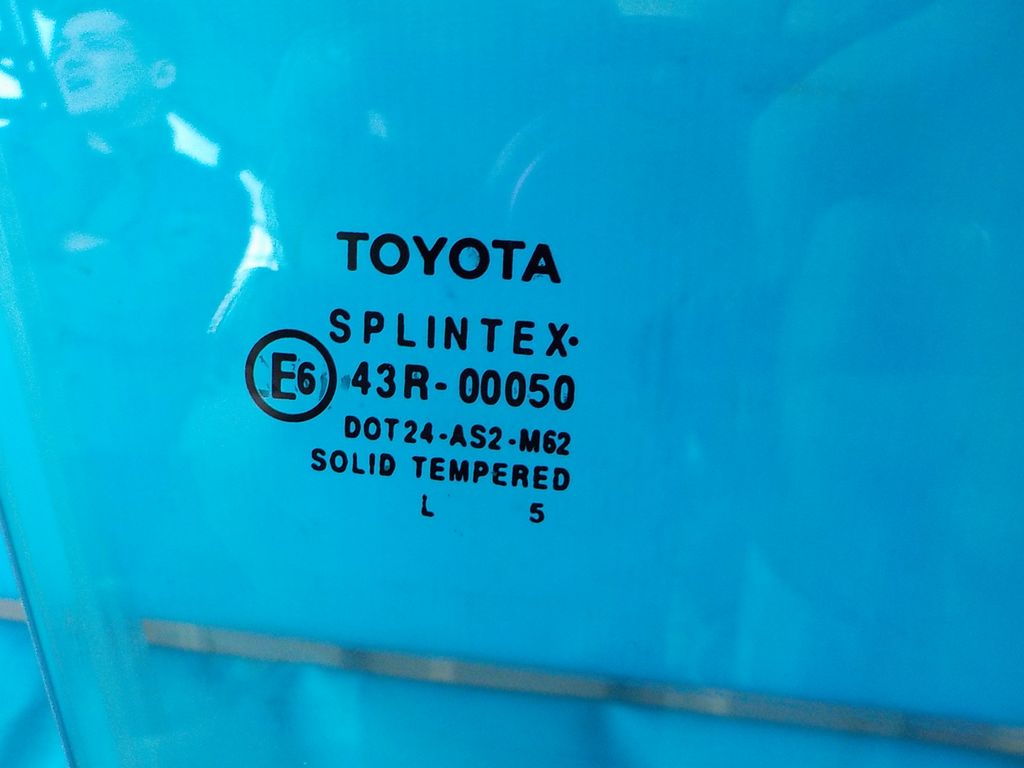 TOYOTA
SPLINTEX·
E6 43R-00050
DOT24-AS2-M62
SOLID TEMPERED
L 5